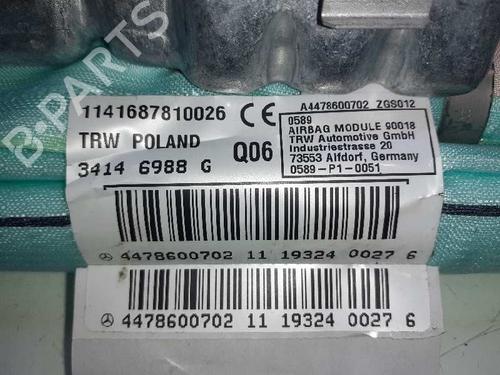 A4478600702 ZGS012
1141687810026 CE
TRW POLAND
3414 6988 G
Q06
0589
AIRBAG MODULE 90018
TRW Automotive GmbH
Industriestrasse 20
73553 Alfdorf, Germany
0589-P1-0051
4478600702 11 19324 0027 6
4478600702 11 19324 0027 6